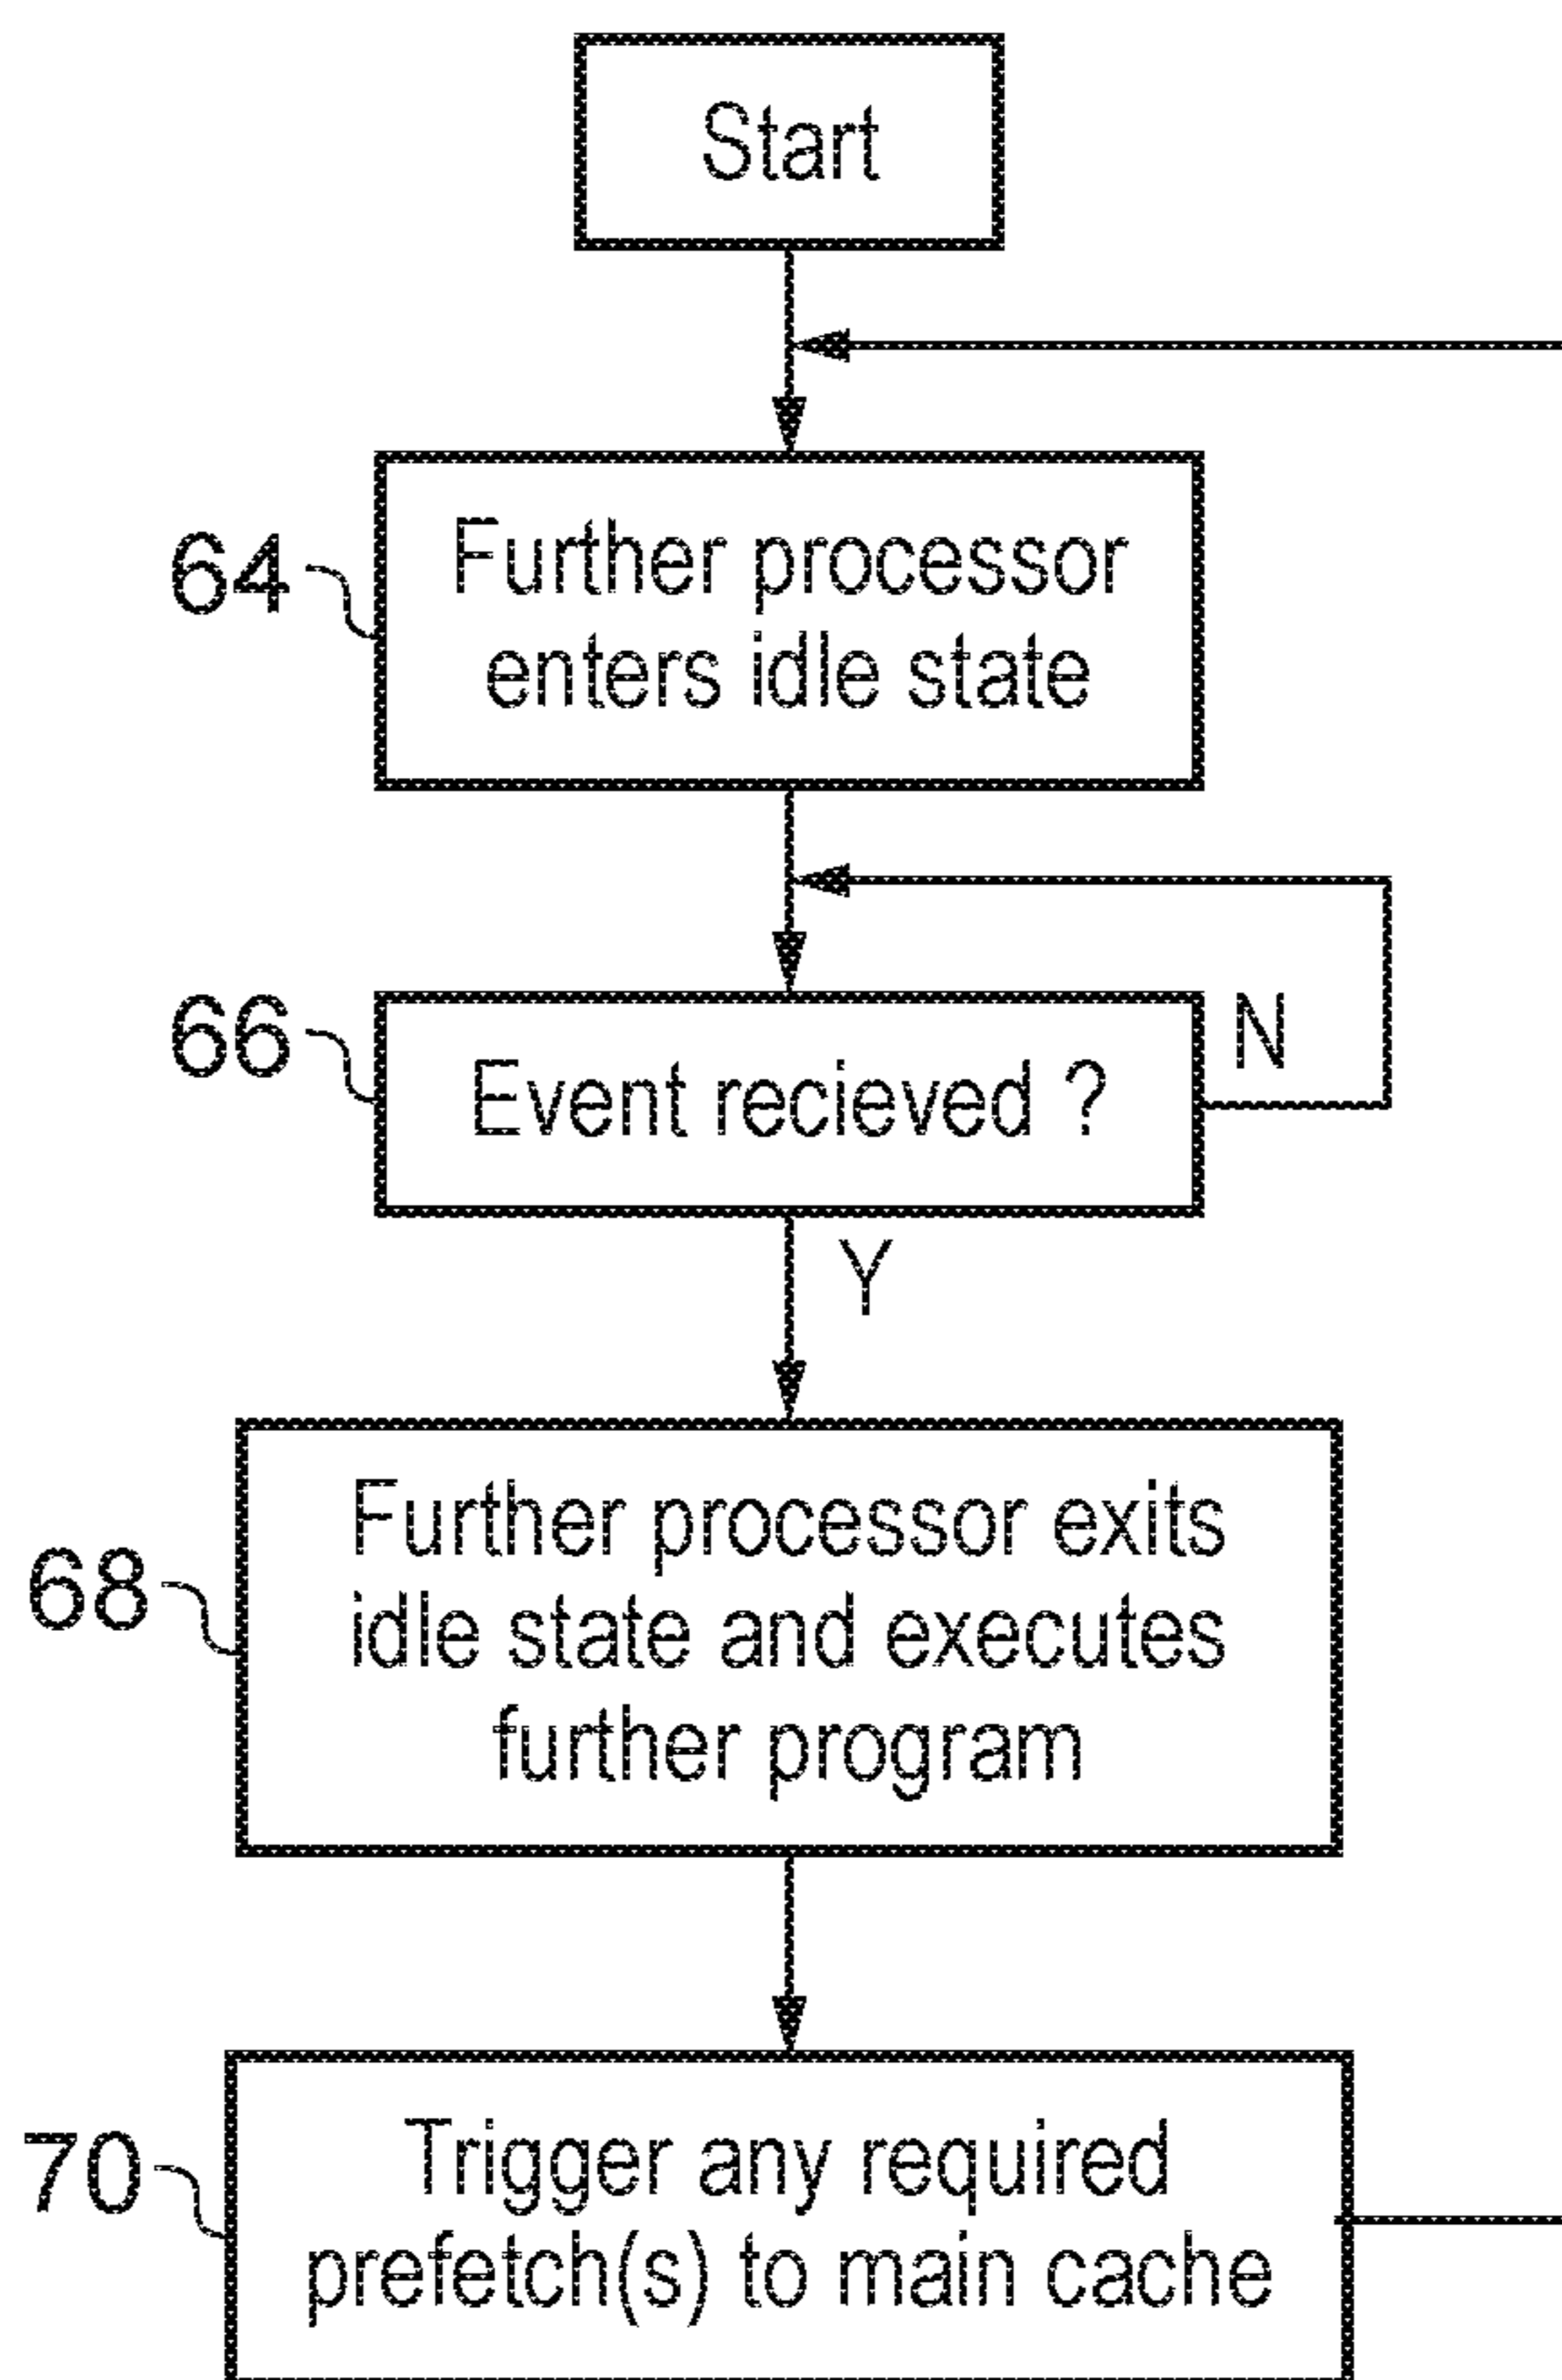 Start
64
Further processor
enters idle state
66
Event recieved ?
N
Y
68
Further processor exits
idle state and executes
further program
70
Trigger any required
prefetch(s) to main cache